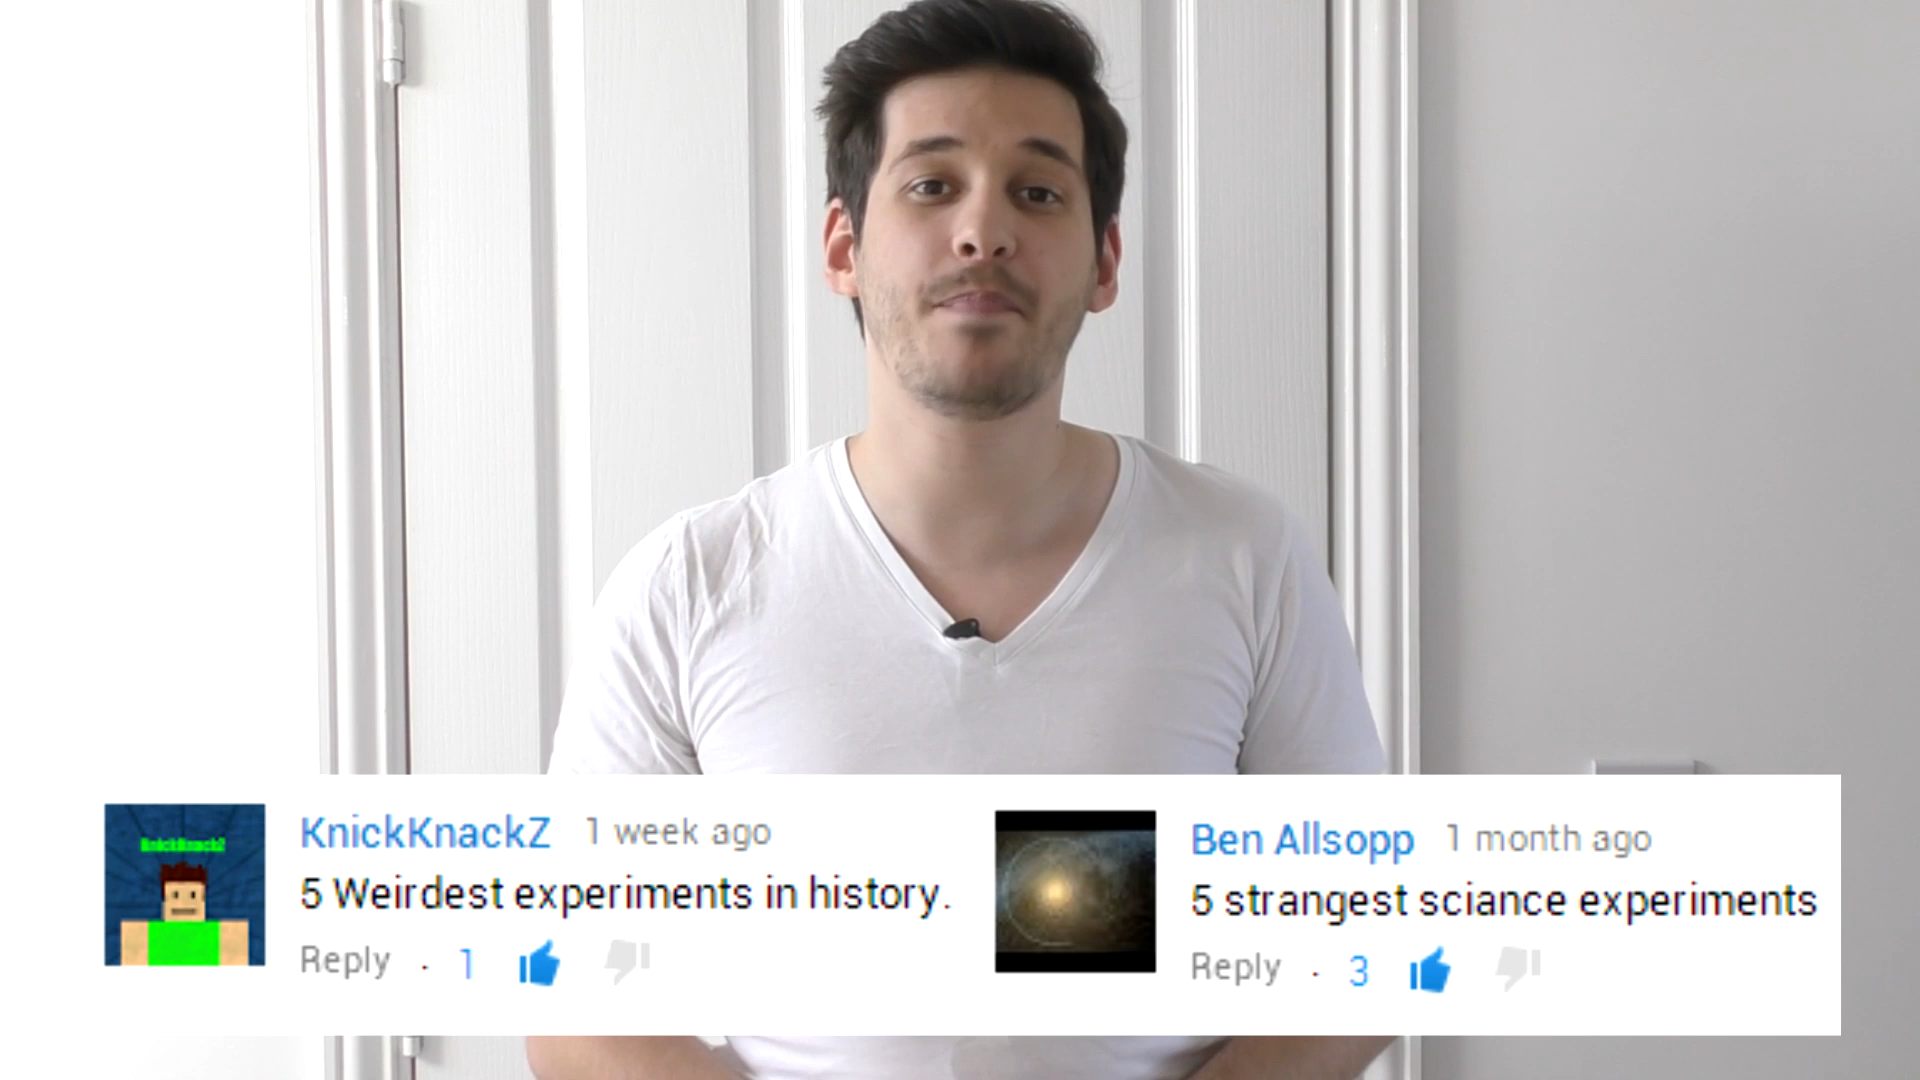 KnickKnackZ 1 week ago
5 Weirdest experiments in history.
Reply . 1
KnickKnackZ
Ben Allsopp 1 month ago
5 strangest sciance experiments
Reply . 3